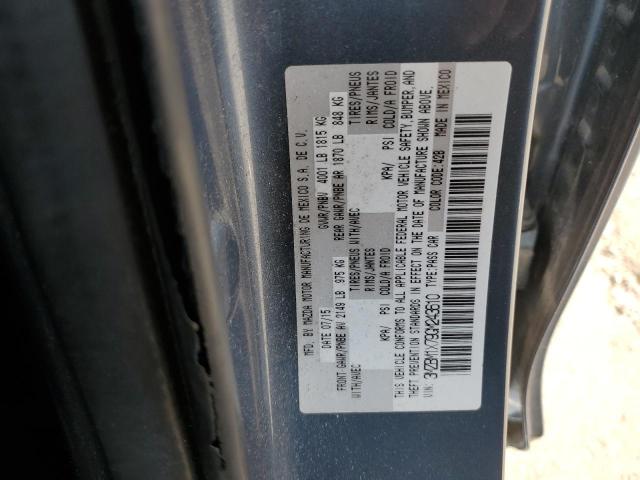 MFD. BY MAZDA MOTOR MANUFACTURING DE MEXICO S.A. DE C.V.
DATE 07/15 GVWR/PNBV 4001 LB 1815 KG
FRONT GAWR/PNBE AV 2149 LB 975 KG REAR GAWR/PNBE AR 1870 LB 848 KG
WITH/AVEC TIRES/PNEUS WITH/AVEC TIRES/PNEUS
RIMS/JANTES RIMS/JANTES
KPA/ PSI COLD/A FROID KPA/ PSI COLD/A FROID
THIS VEHICLE CONFORMS TO ALL APPLICABLE FEDERAL MOTOR VEHICLE SAFETY, BUMPER, AND
THEFT PREVENTION STANDARDS IN EFFECT ON THE DATE OF MANUFACTURE SHOWN ABOVE.
VIN: 3MZBM1X79GM243610 TYPE:PASS CAR COLOR CODE:42B MADE IN MEXICO